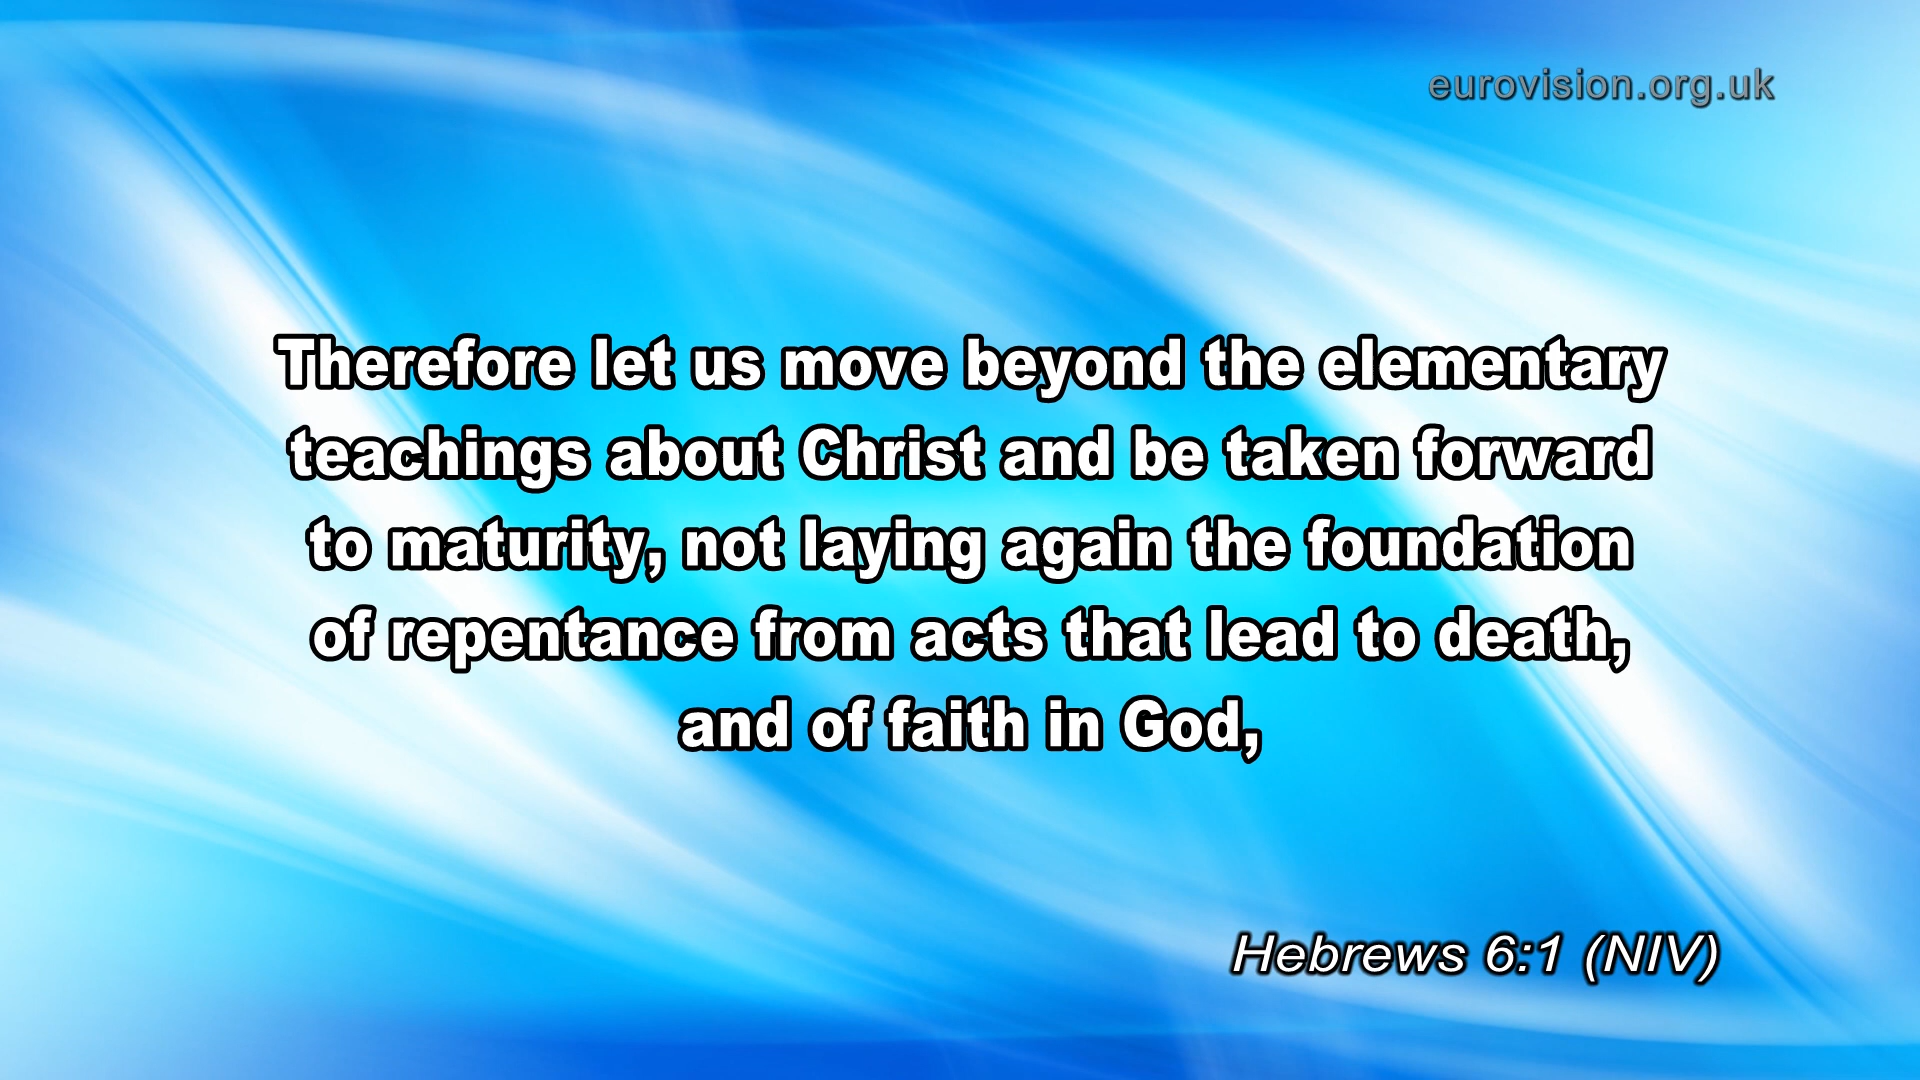 eurovision.org.uk
Therefore let us move beyond the elementary
teachings about Christ and be taken forward
to maturity, not laying again the foundation
of repentance from acts that lead to death,
and of faith in God,
Hebrews 6:1 (NIV)